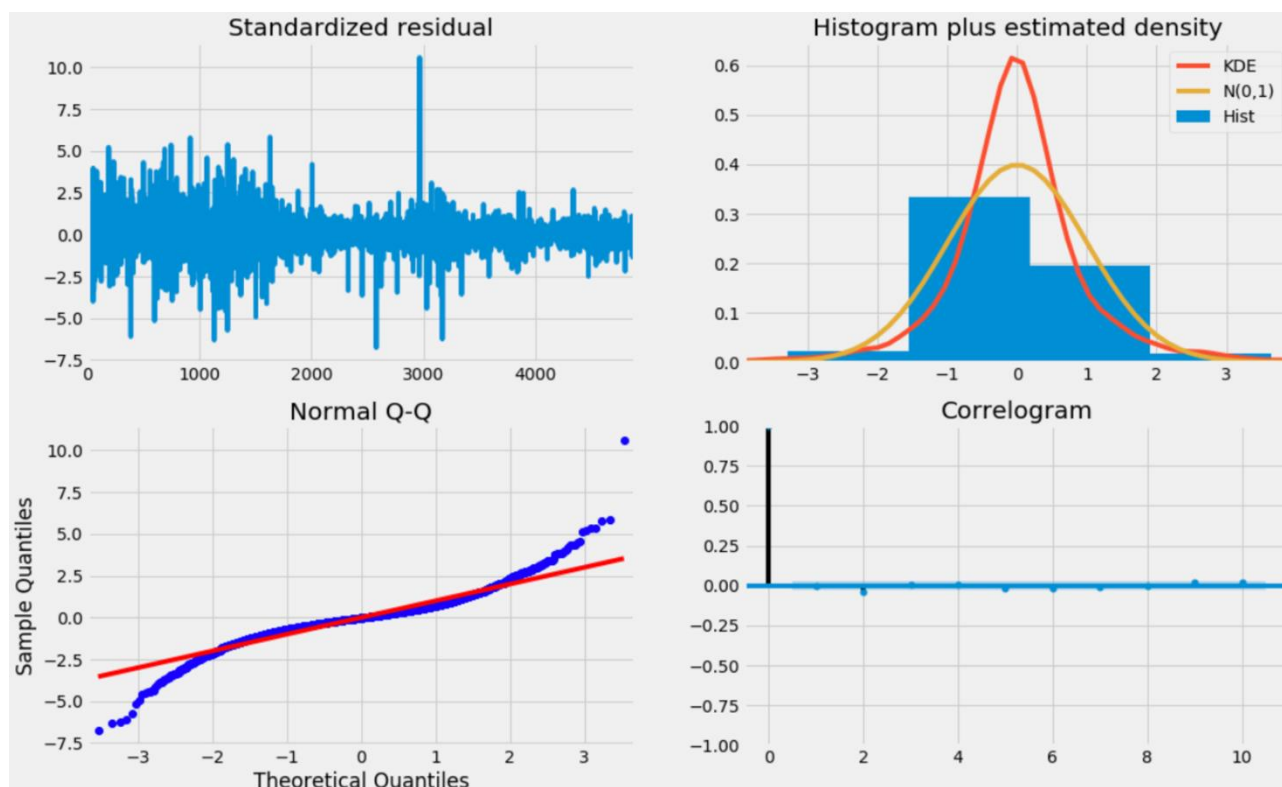 Standardized residual
10.0
7.5
5.0
2.5
0.0
−2.5
−5.0
−7.5
0 1000 2000 3000 4000
Histogram plus estimated density
KDE
N(0,1)
Hist
0.6
0.5
0.4
0.3
0.2
0.1
0.0
−3 −2 −1 0 1 2 3
Normal Q-Q
Sample Quantiles
10.0
7.5
5.0
2.5
0.0
−2.5
−5.0
−7.5
−3 −2 −1 0 1 2 3
Theoretical Quantiles
Correlogram
1.00
0.75
0.50
0.25
0.00
−0.25
−0.50
−0.75
−1.00
0 2 4 6 8 10